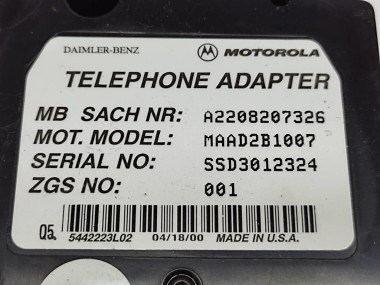 DAIMLER-BENZ MOTOROLA
TELEPHONE ADAPTER
MB SACH NR: A2208207326
MOT. MODEL: MAAD2B1007
SERIAL NO: SSD3012324
ZGS NO: 001
Q5
5442223L02 04/18/00 MADE IN U.S.A.